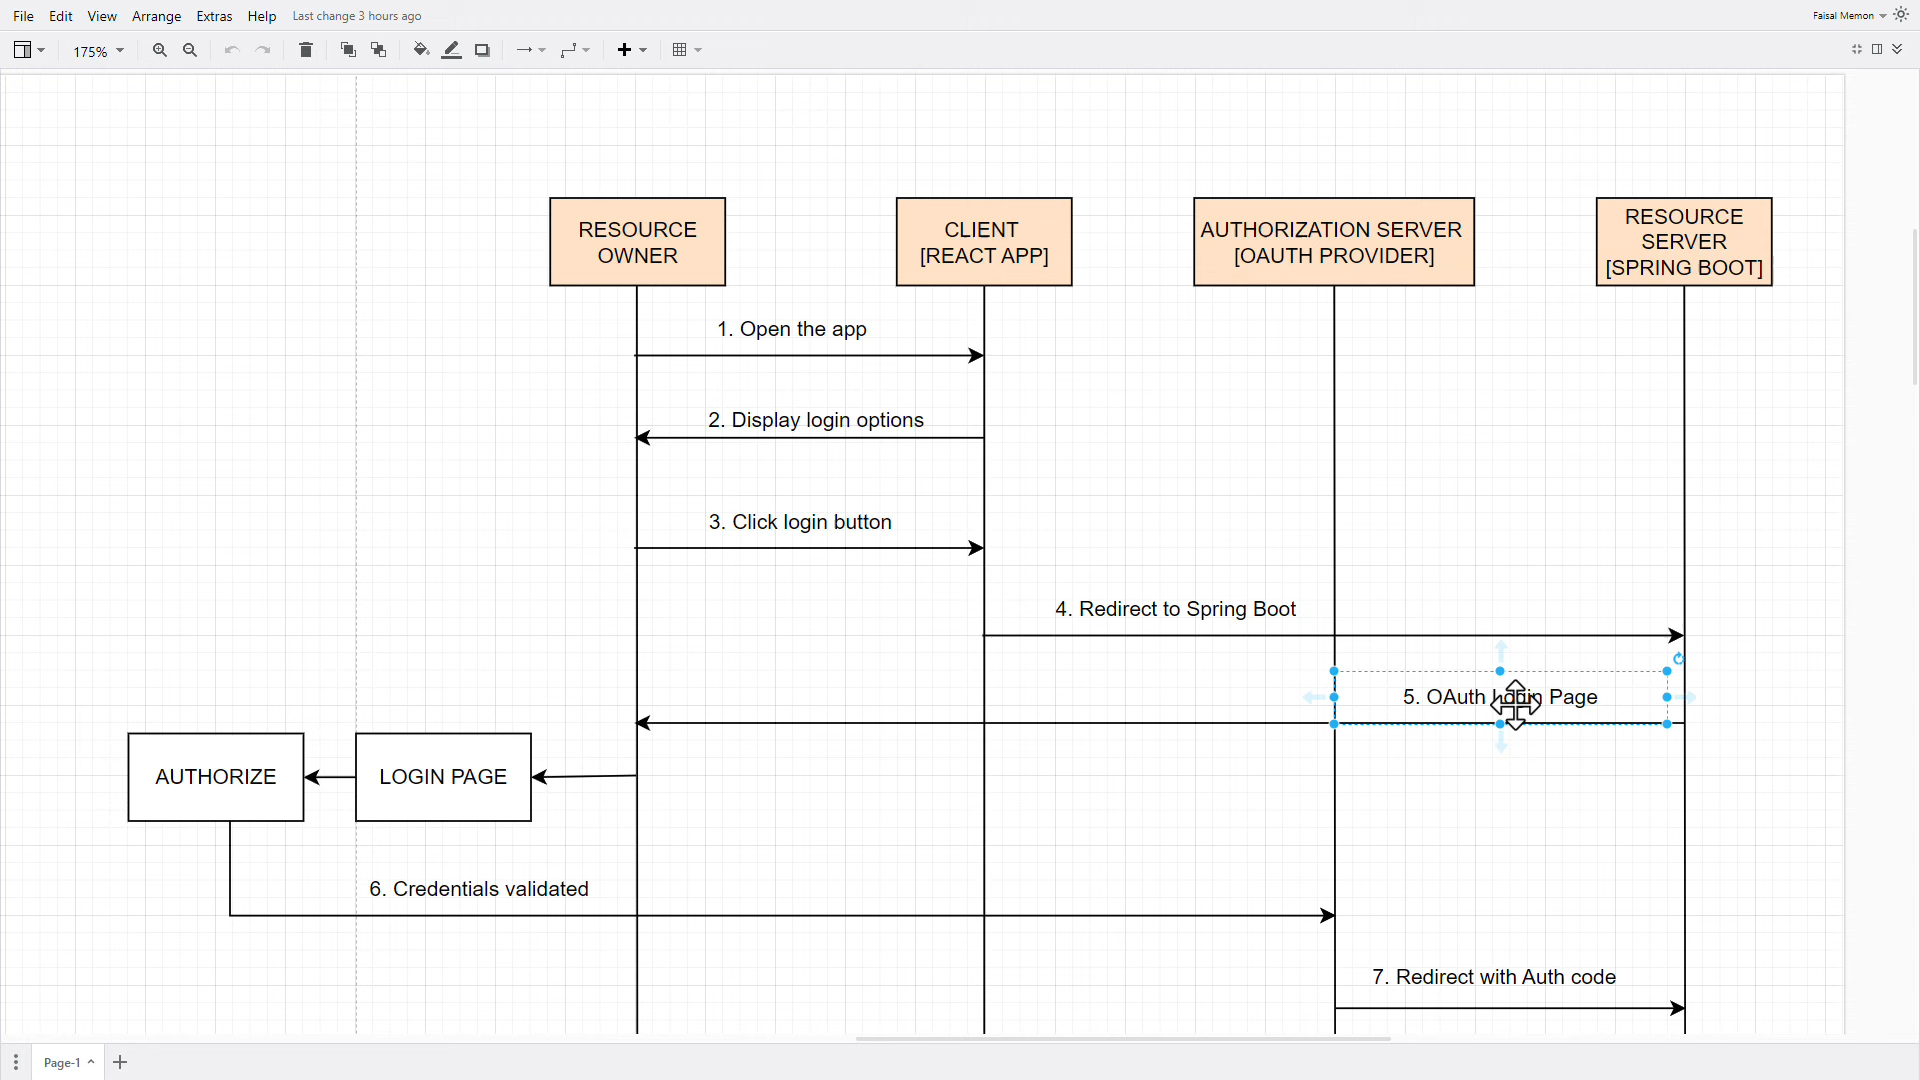 File Edit View Arrange Extras Help Last change 3 hours ago
Faisal Memon
175%
RESOURCE
OWNER
CLIENT
[REACT APP]
AUTHORIZATION SERVER
[OAUTH PROVIDER]
RESOURCE
SERVER
[SPRING BOOT]
1. Open the app
2. Display login options
3. Click login button
4. Redirect to Spring Boot
5. OAuth Login Page
AUTHORIZE
LOGIN PAGE
6. Credentials validated
7. Redirect with Auth code
Page-1